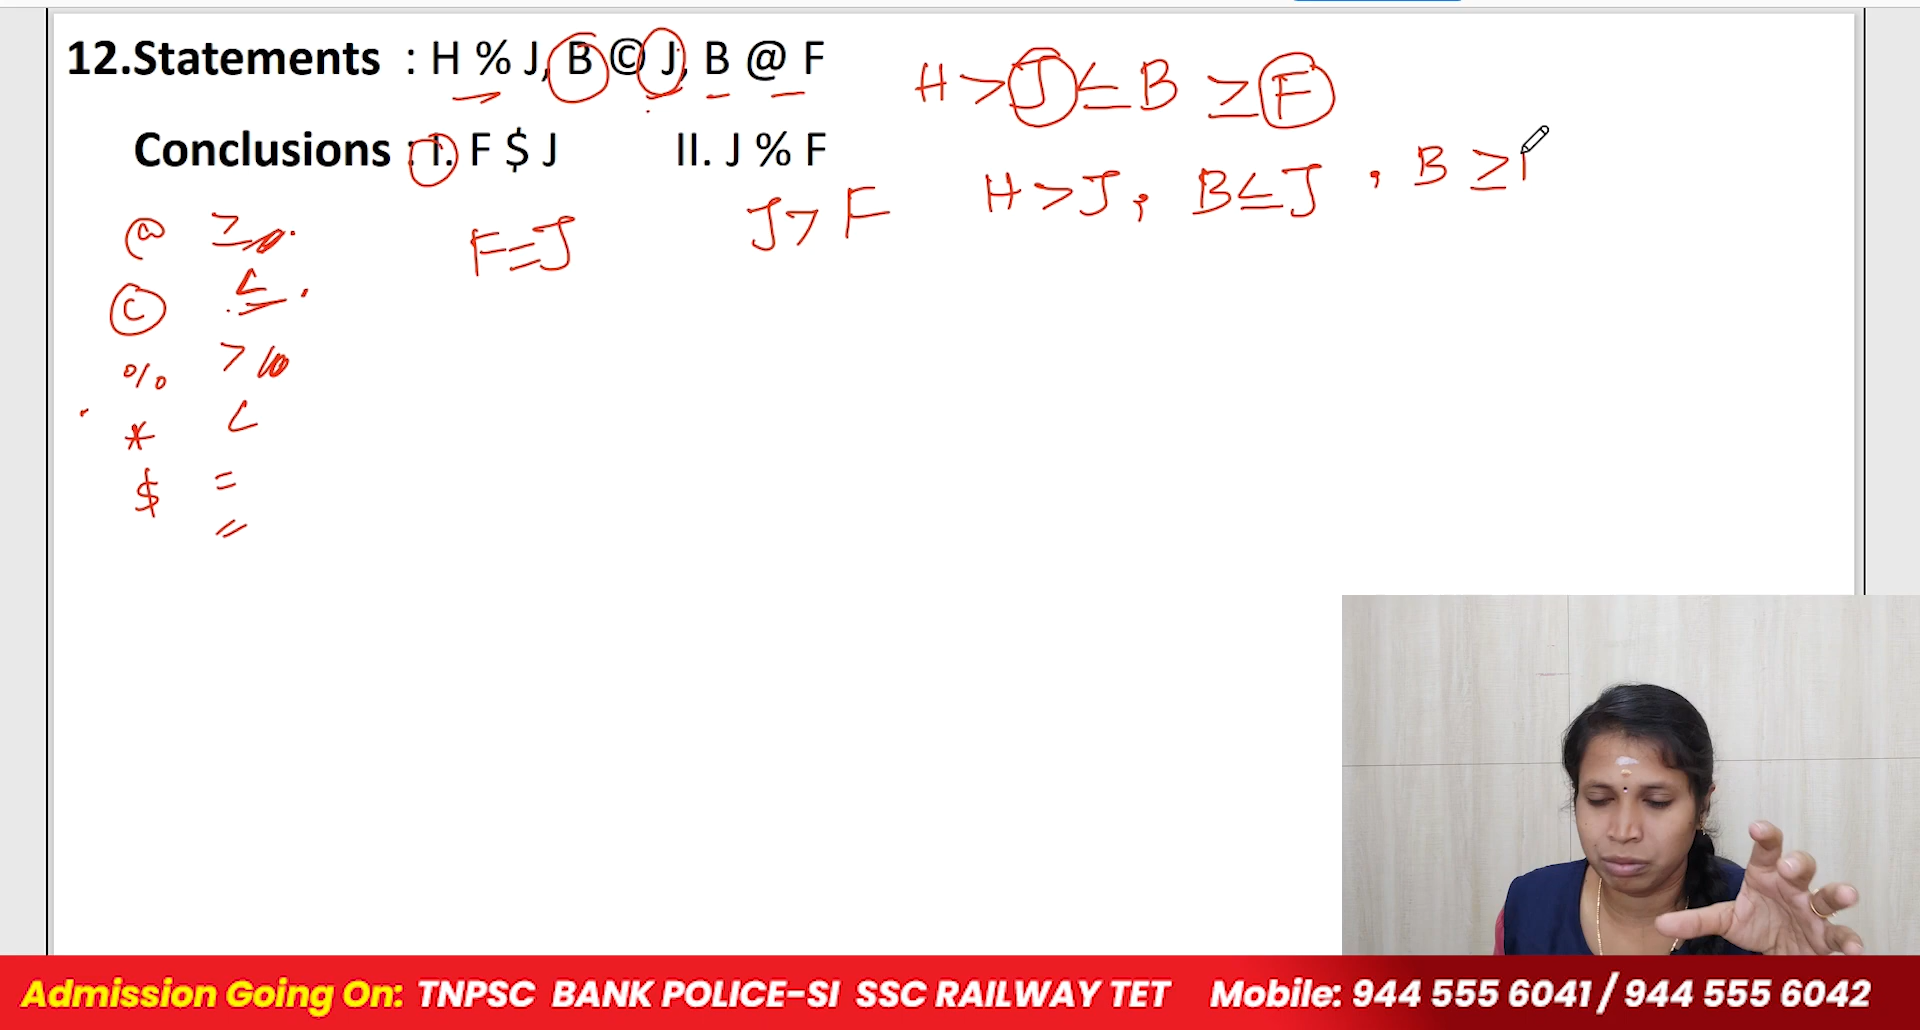 12.Statements : H % J, B © J, B @ F
H > J ≤ B ≥ F
Conclusions : I. F $ J II. J % F
F = J
J > F
H > J, B ≤ J, B ≥
@ ≥
© ≤
% >
* <
$ =
=
Admission Going On: TNPSC BANK POLICE-SI SSC RAILWAY TET Mobile: 944 555 6041 / 944 555 6042